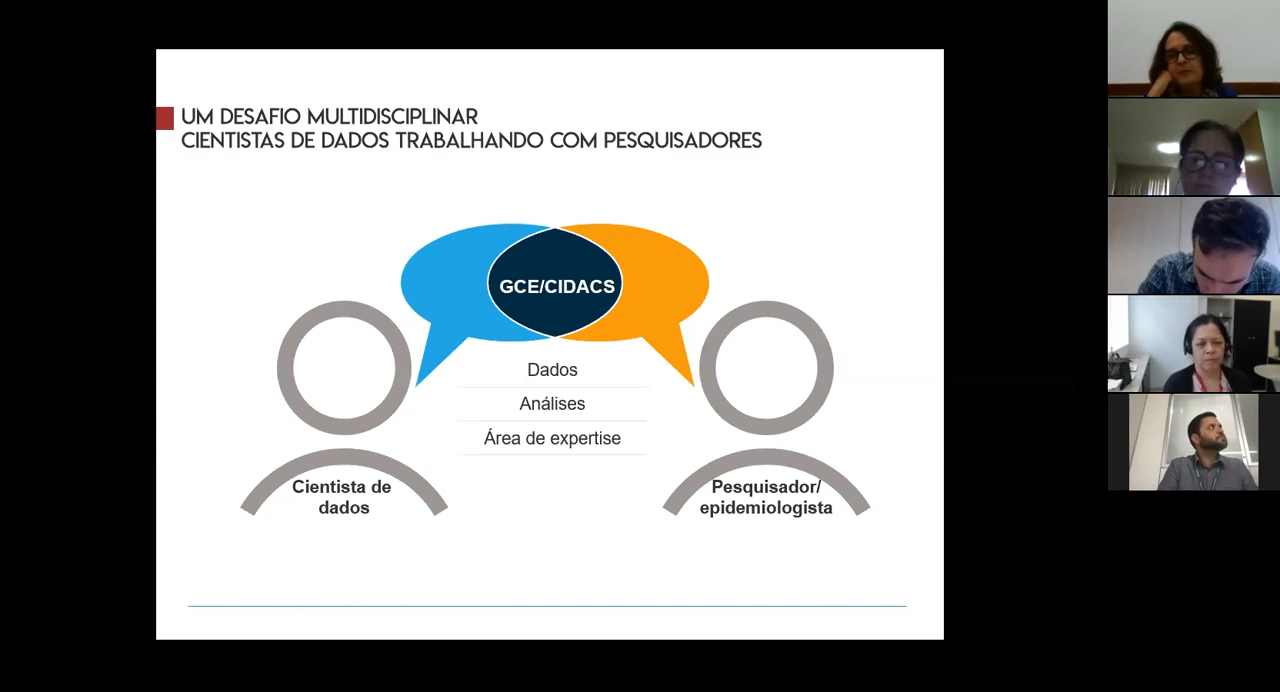 UM DESAFIO MULTIDISCIPLINAR
CIENTISTAS DE DADOS TRABALHANDO COM PESQUISADORES
GCE/CIDACS
Dados
Análises
Área de expertise
Cientista de
dados
Pesquisador/
epidemiologista